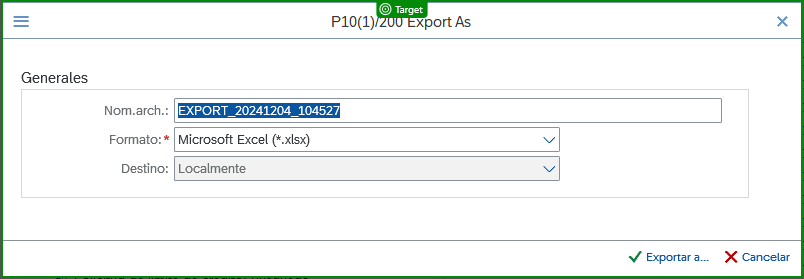 Target
P10(1)/200 Export As
Generales
Nom.arch.: EXPORT_20241204_104527
Formato:* Microsoft Excel (*.xlsx)
Destino: Localmente
Exportar a... Cancelar